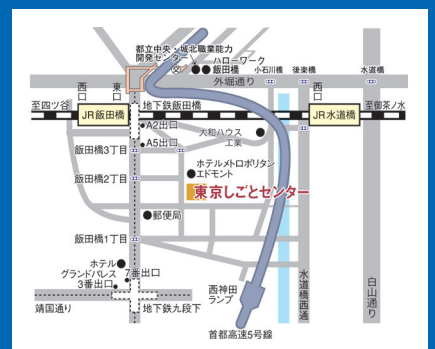 都立中央・城北職業能力
開発センター
ハローワーク
飯田橋
小石川橋
後楽橋
水道橋
外堀通り
西口
東口
西口
至四ツ谷
地下鉄飯田橋
至御茶ノ水
JR飯田橋
JR水道橋
A2出口
大和ハウス
工業
A5出口
飯田橋3丁目
ホテルメトロポリタン
エドモント
飯田橋2丁目
東京しごとセンター
郵便局
飯田橋1丁目
ホテル
グランドパレス
7番出口
3番出口
西神田
ランプ
水道橋西通
白山通り
靖国通り
地下鉄九段下
首都高速5号線